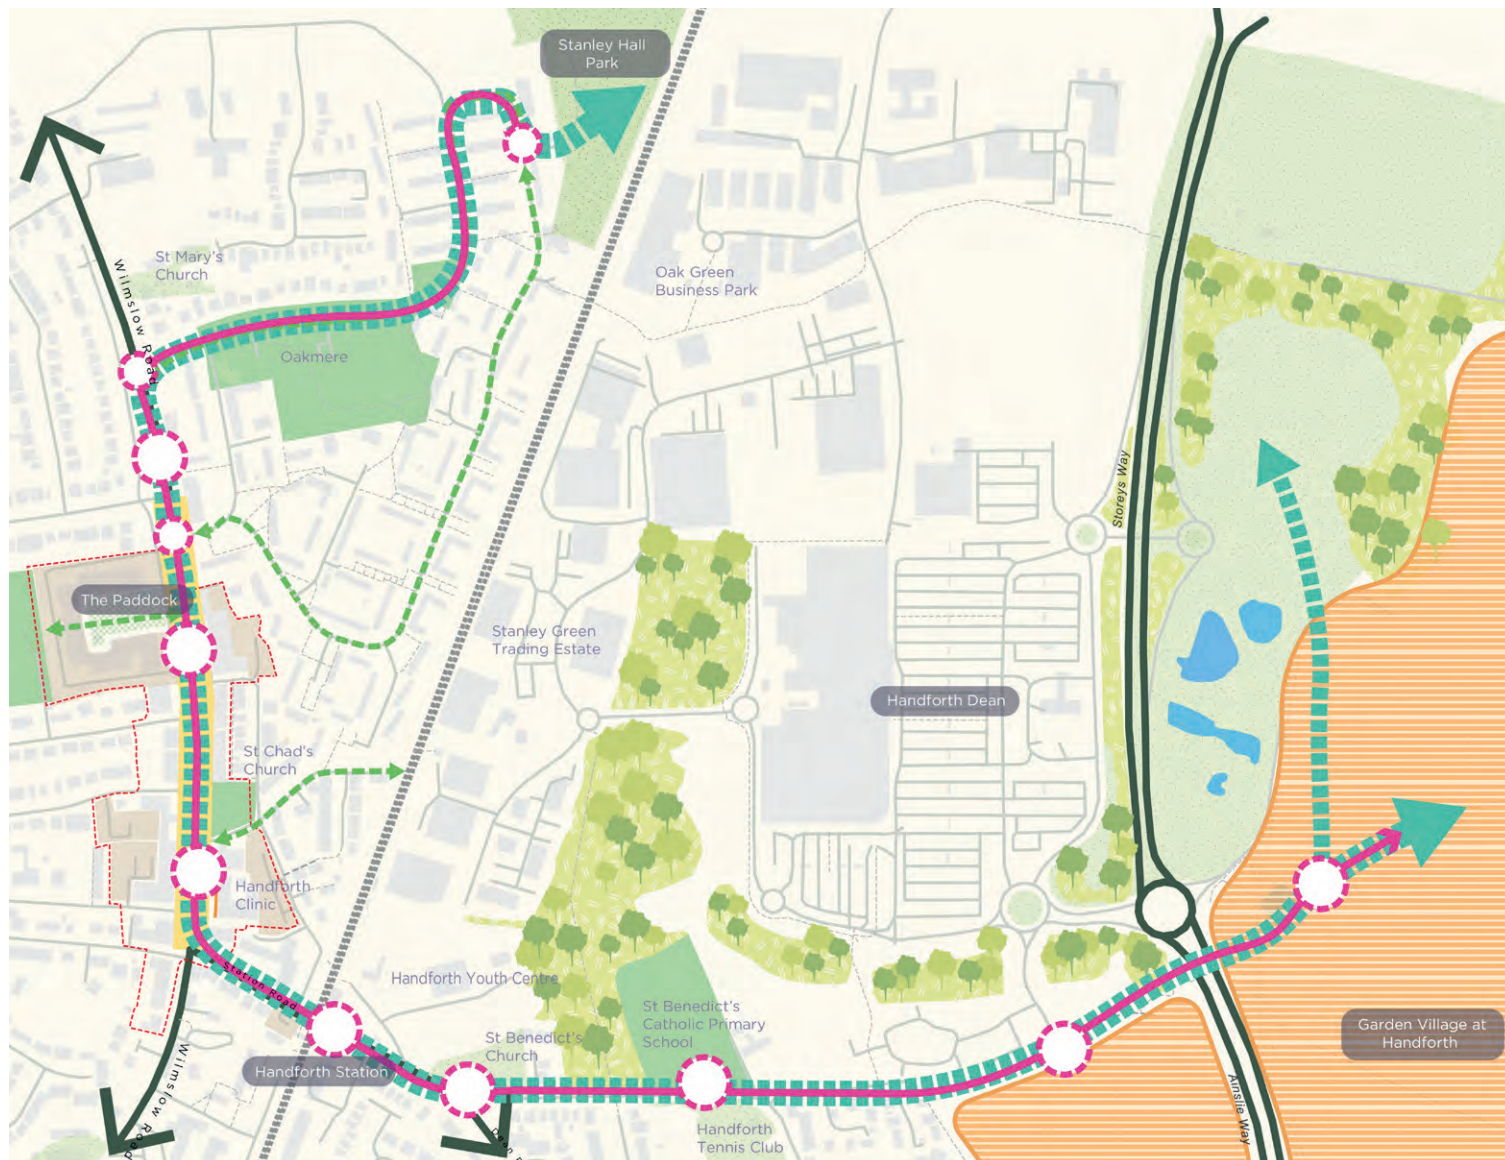 Stanley Hall
Park
St Mary's
Church
Wilmslow Road
Oak Green
Business Park
Oakmere
Storeys Way
The Paddock
Stanley Green
Trading Estate
Handforth Dean
St Chad's
Church
Handforth
Clinic
Station Road
Handforth Youth Centre
St Benedict's
Catholic Primary
School
St Benedict's
Church
Garden Village at
Handforth
Handforth Station
Wilmslow Road
Ainslie Way
Dean
Handforth
Tennis Club